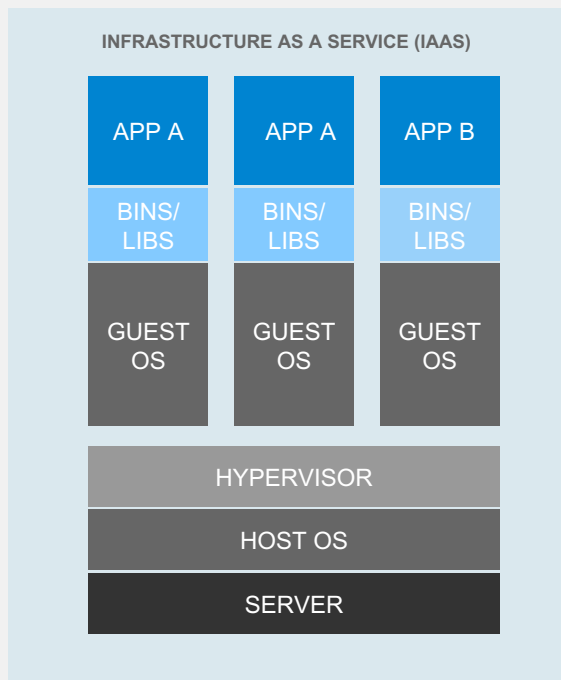 INFRASTRUCTURE AS A SERVICE (IAAS)
APP A
APP A
APP B
BINS/
LIBS
BINS/
LIBS
BINS/
LIBS
GUEST
OS
GUEST
OS
GUEST
OS
HYPERVISOR
HOST OS
SERVER